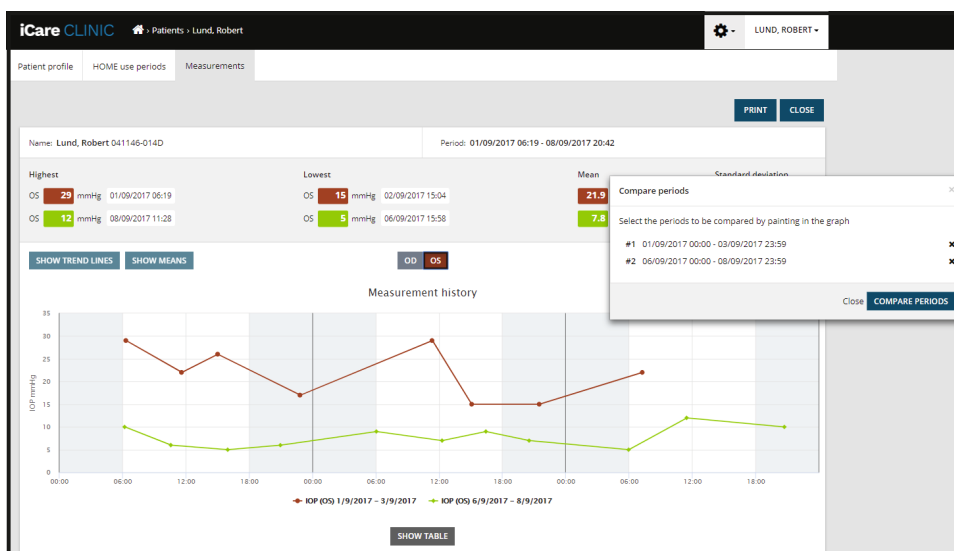 iCare CLINIC › Patients › Lund, Robert LUND, ROBERT
Patient profile HOME use periods Measurements
PRINT CLOSE
Name: Lund, Robert 041146-014D Period: 01/09/2017 06:19 - 08/09/2017 20:42
Highest Lowest Mean Standard deviation
OS 29 mmHg 01/09/2017 06:19 OS 15 mmHg 02/09/2017 15:04 21.9
OS 12 mmHg 08/09/2017 11:28 OS 5 mmHg 06/09/2017 15:58 7.8
Compare periods ×
Select the periods to be compared by painting in the graph
#1 01/09/2017 00:00 - 03/09/2017 23:59
#2 06/09/2017 00:00 - 08/09/2017 23:59
Close COMPARE PERIODS
SHOW TREND LINES SHOW MEANS OD OS
Measurement history
IOP mmHg
35
30
25
20
15
10
5
0
00:00 06:00 12:00 18:00 00:00 06:00 12:00 18:00 00:00 06:00 12:00 18:00
IOP (OS) 1/9/2017 – 3/9/2017 IOP (OS) 6/9/2017 – 8/9/2017
SHOW TABLE